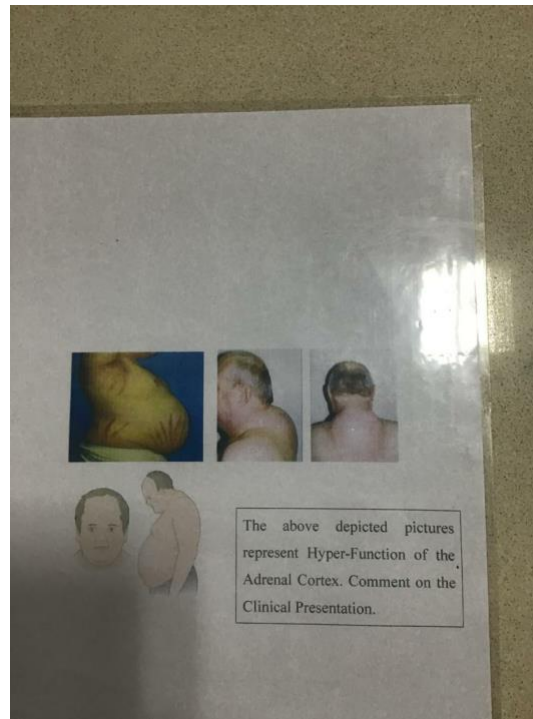 The above depicted pictures
represent Hyper-Function of the
Adrenal Cortex. Comment on the
Clinical Presentation.